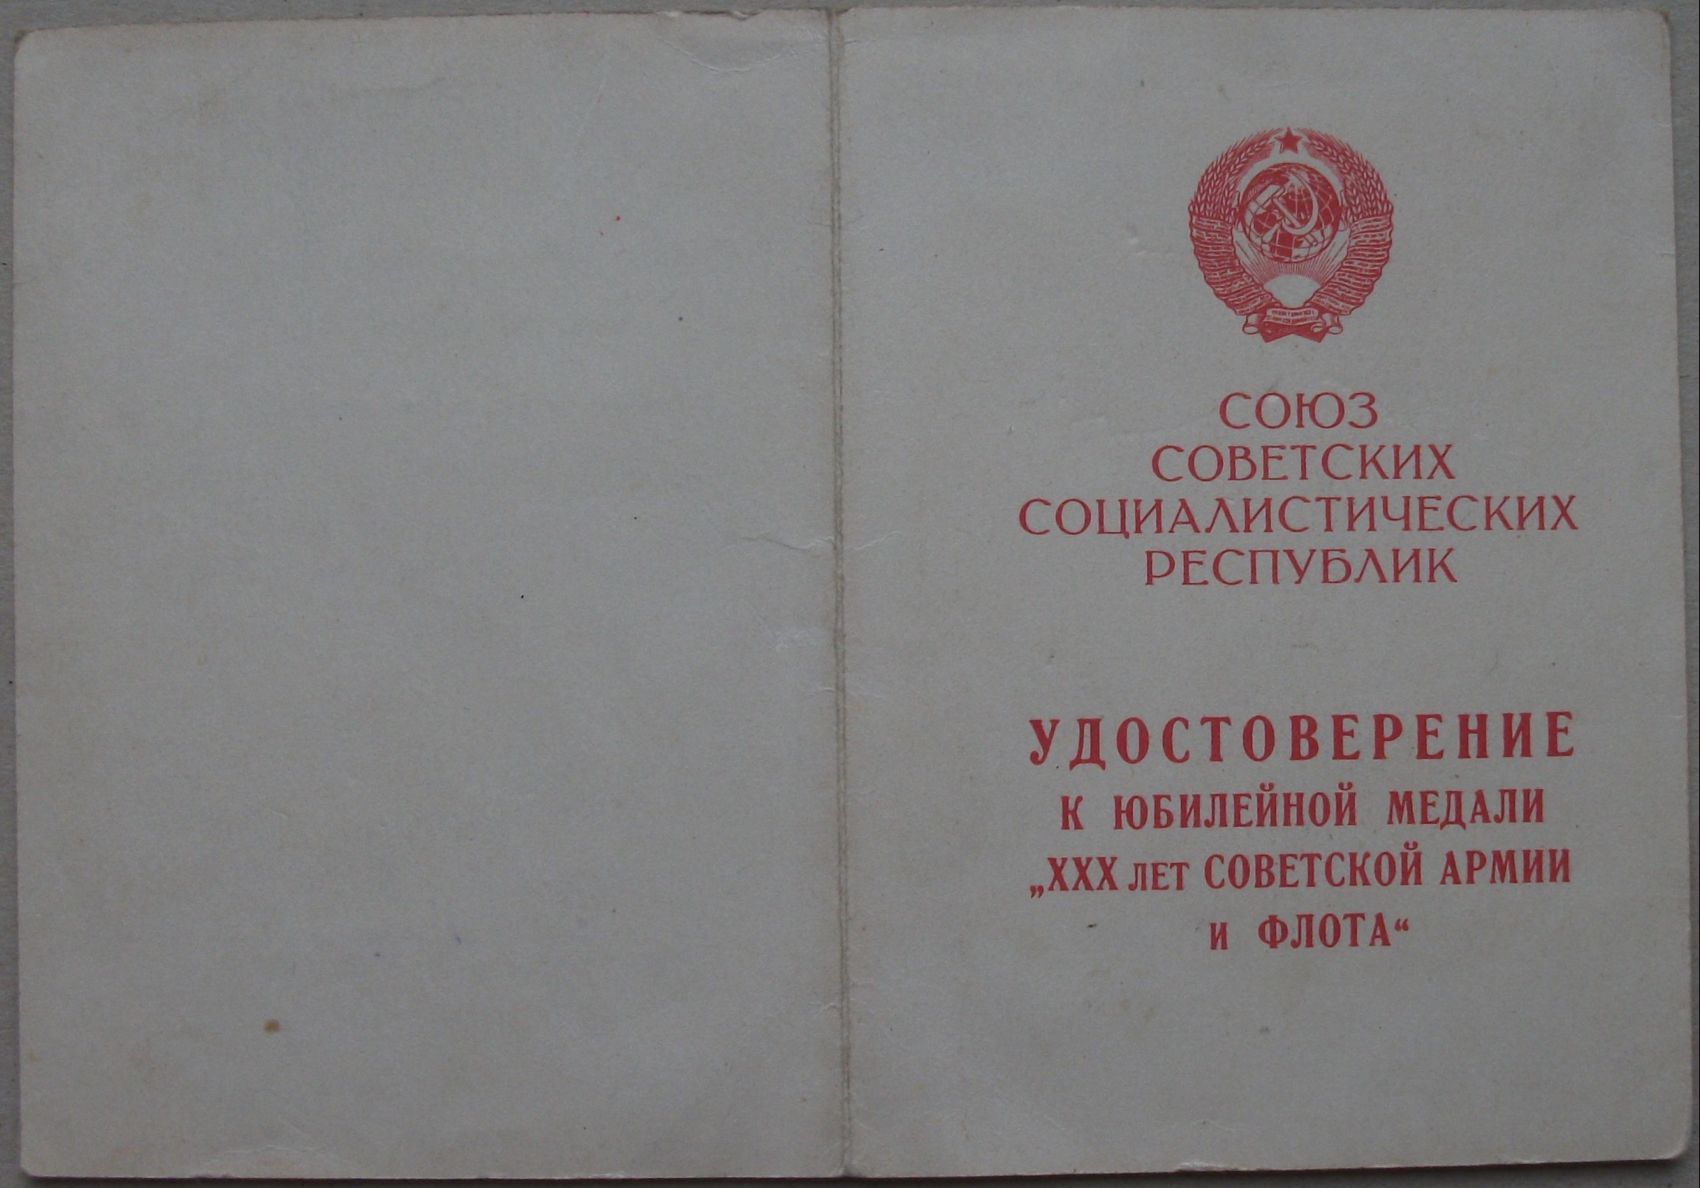 СОЮЗ
СОВЕТСКИХ
СОЦИАЛИСТИЧЕСКИХ
РЕСПУБЛИК
УДОСТОВЕРЕНИЕ
К ЮБИЛЕЙНОЙ МЕДАЛИ
„XXX ЛЕТ СОВЕТСКОЙ АРМИИ
И ФЛОТА“